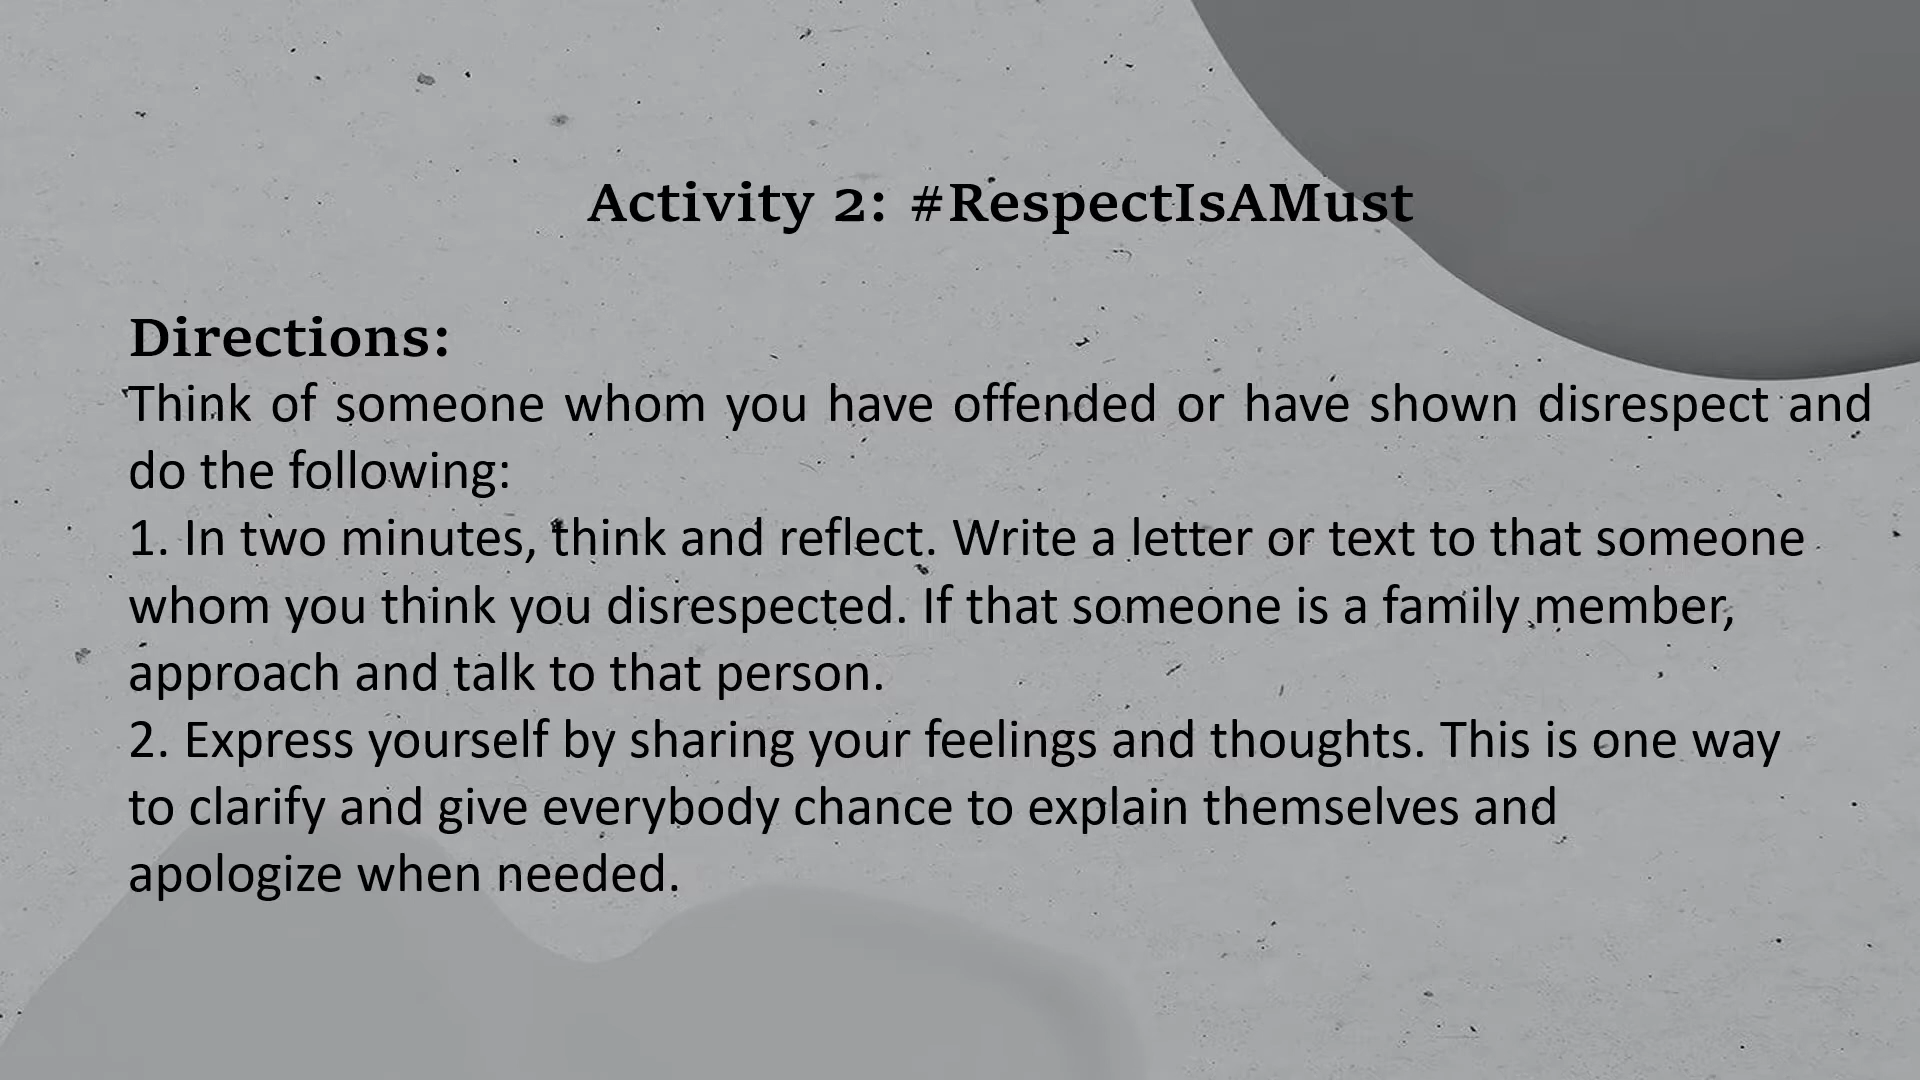 Activity 2: #RespectIsAMust
Directions:
Think of someone whom you have offended or have shown disrespect and
do the following:
1. In two minutes, think and reflect. Write a letter or text to that someone
whom you think you disrespected. If that someone is a family member,
approach and talk to that person.
2. Express yourself by sharing your feelings and thoughts. This is one way
to clarify and give everybody chance to explain themselves and
apologize when needed.